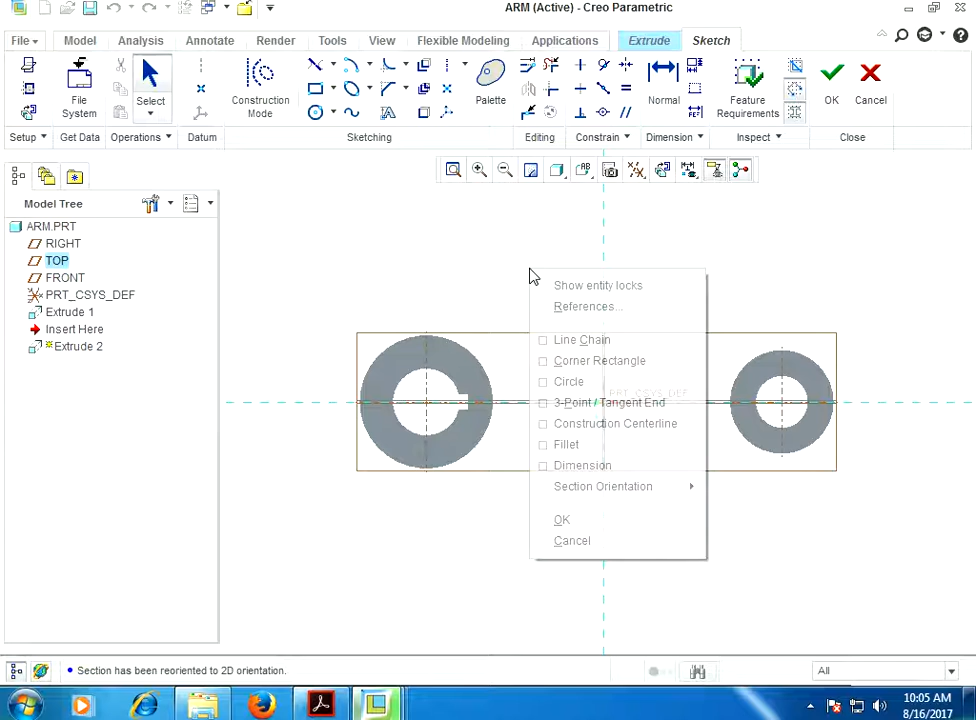 ARM (Active) - Creo Parametric
File
Model
Analysis
Annotate
Render
Tools
View
Flexible Modeling
Applications
Extrude
Sketch
File
System
Select
Construction
Mode
Palette
Normal
REF
Feature
Requirements
OK
Cancel
Setup
Get Data
Operations
Datum
Sketching
Editing
Constrain
Dimension
Inspect
Close
Model Tree
ARM.PRT
RIGHT
TOP
FRONT
PRT_CSYS_DEF
Extrude 1
Insert Here
Extrude 2
Show entity locks
References...
Line Chain
Corner Rectangle
Circle
PRT_CSYS_DEF
3-Point / Tangent End
Construction Centerline
Fillet
Dimension
Section Orientation
OK
Cancel
Section has been reoriented to 2D orientation.
All
10:05 AM
8/16/2017